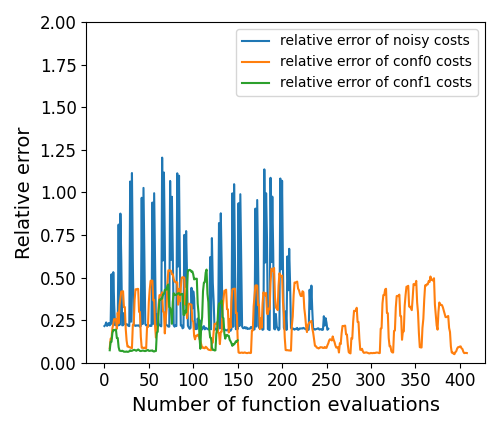 2.00
1.75
1.50
1.25
1.00
0.75
0.50
0.25
0.00
Relative error
relative error of noisy costs
relative error of conf0 costs
relative error of conf1 costs
0 50 100 150 200 250 300 350 400
Number of function evaluations